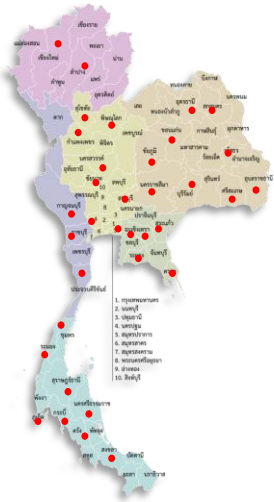 เชียงราย
แม่ฮ่องสอน
พะเยา
เชียงใหม่
น่าน
ลำปาง
ลำพูน
แพร่
อุตรดิตถ์
ตาก
สุโขทัย
พิษณุโลก
เลย
หนองคาย
บึงกาฬ
อุดรธานี
สกลนคร
นครพนม
หนองบัวลำภู
กำแพงเพชร
พิจิตร
เพชรบูรณ์
ขอนแก่น
กาฬสินธุ์
มุกดาหาร
มหาสารคาม
ร้อยเอ็ด
ยโสธร
อำนาจเจริญ
นครสวรรค์
ชัยภูมิ
อุทัยธานี
ชัยนาท
ลพบุรี
นครราชสีมา
บุรีรัมย์
สุรินทร์
ศรีสะเกษ
อุบลราชธานี
สุพรรณบุรี
สระบุรี
นครนายก
ปราจีนบุรี
กาญจนบุรี
สระแก้ว
ฉะเชิงเทรา
ราชบุรี
ชลบุรี
จันทบุรี
ระยอง
ตราด
เพชรบุรี
ประจวบคีรีขันธ์
1. กรุงเทพมหานคร
2. นนทบุรี
3. ปทุมธานี
4. นครปฐม
5. สมุทรปราการ
6. สมุทรสาคร
7. สมุทรสงคราม
8. พระนครศรีอยุธยา
9. อ่างทอง
10. สิงห์บุรี
ชุมพร
ระนอง
สุราษฎร์ธานี
พังงา
นครศรีธรรมราช
ภูเก็ต
กระบี่
ตรัง
พัทลุง
สตูล
สงขลา
ปัตตานี
ยะลา
นราธิวาส